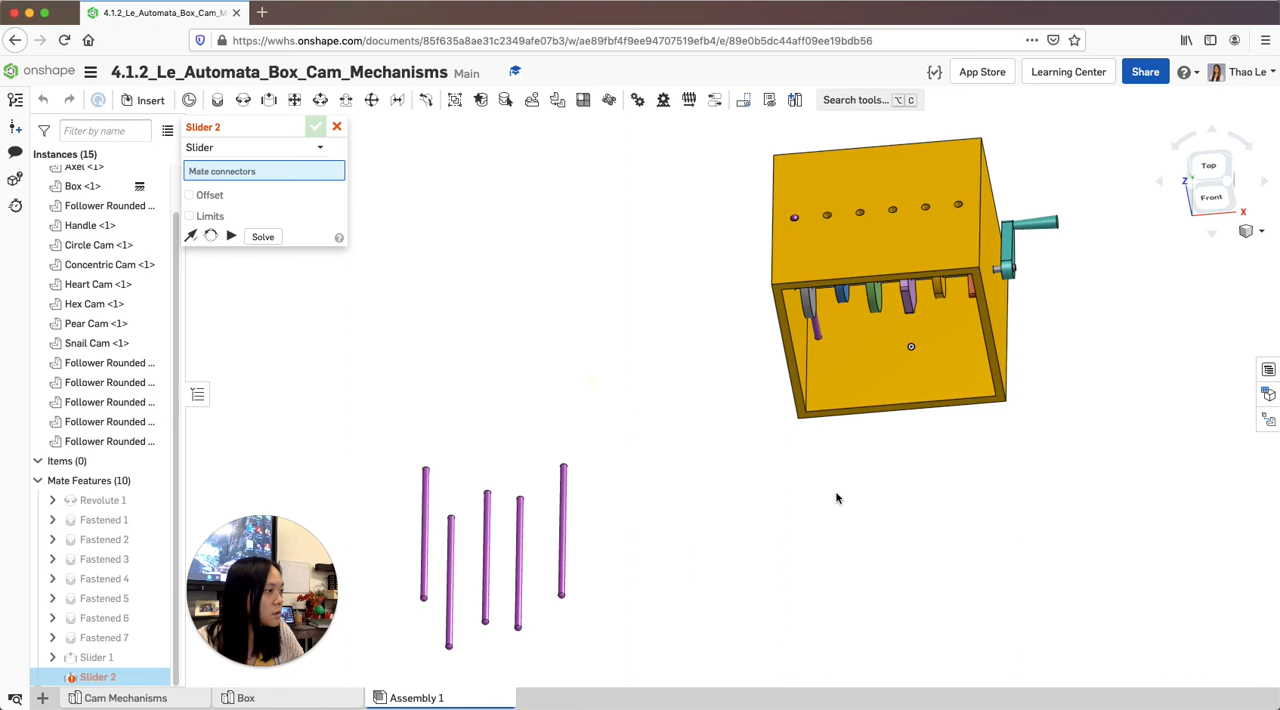 4.1.2_Le_Automata_Box_Cam_M
https://wwhs.onshape.com/documents/85f635a8ae31c2349afe07b3/w/ae89fbf4f9ee94707519efb4/e/89e0b5dc44aff09ee19bdb56
onshape
4.1.2_Le_Automata_Box_Cam_Mechanisms Main
App Store
Learning Center
Share
Thao Le
Insert
Search tools... ⌥ C
Filter by name
Slider 2
Slider
Mate connectors
Offset
Limits
Solve
Instances (15)
Axel <1>
Box <1>
Follower Rounded ...
Handle <1>
Circle Cam <1>
Concentric Cam <1>
Heart Cam <1>
Hex Cam <1>
Pear Cam <1>
Snail Cam <1>
Follower Rounded ...
Follower Rounded ...
Follower Rounded ...
Follower Rounded ...
Follower Rounded ...
Items (0)
Mate Features (10)
Revolute 1
Fastened 1
Fastened 2
Fastened 3
Fastened 4
Fastened 5
Fastened 6
Fastened 7
Slider 1
Slider 2
Top
Front
Z
X
Cam Mechanisms
Box
Assembly 1